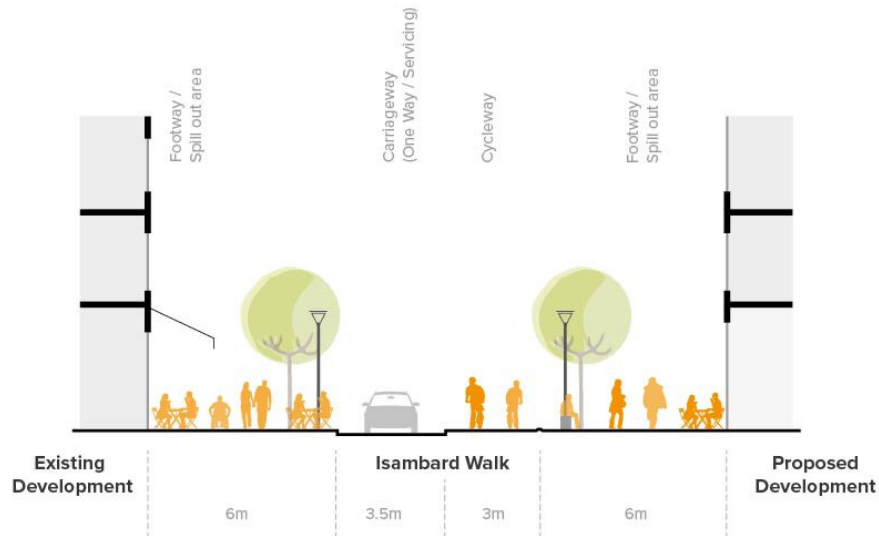 Footway /
Spill out area
Carriageway
(One Way / Servicing)
Cycleway
Footway /
Spill out area
Existing
Development
Isambard Walk
Proposed
Development
6m
3.5m
3m
6m